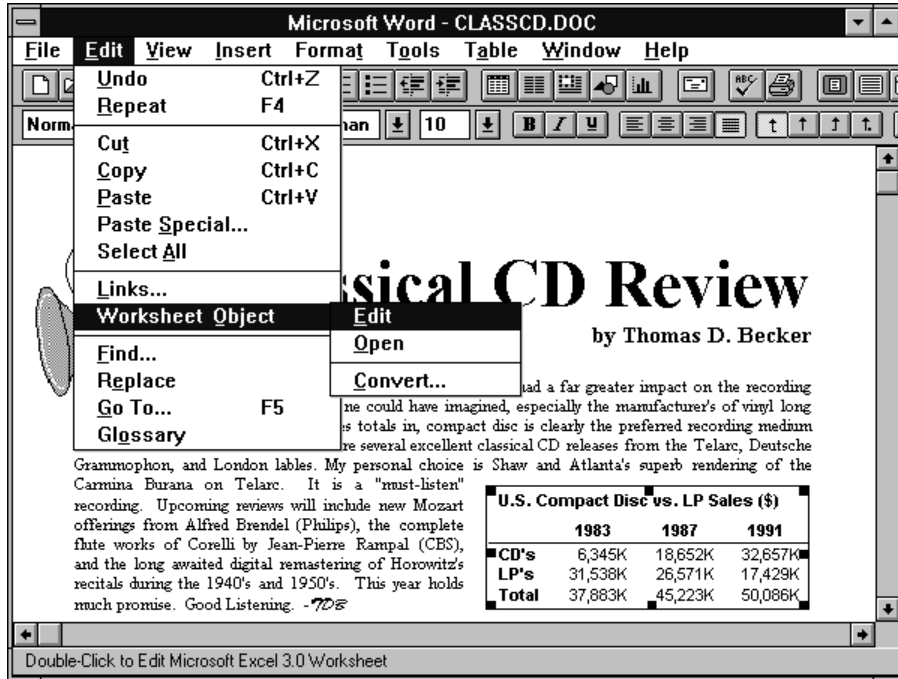 Microsoft Word - CLASSCD.DOC
File Edit View Insert Format Tools Table Window Help
Norm
10
B I U
ABC
Undo Ctrl+Z
Repeat F4
Cut Ctrl+X
Copy Ctrl+C
Paste Ctrl+V
Paste Special...
Select All
Links...
Worksheet Object
Find...
Replace
Go To... F5
Glossary
Edit
Open
Convert...
ssical CD Review
by Thomas D. Becker
had a far greater impact on the recording
ne could have imagined, especially the manufacturer's of vinyl long
s totals in, compact disc is clearly the preferred recording medium
re several excellent classical CD releases from the Telarc, Deutsche
Grammophon, and London lables. My personal choice is Shaw and Atlanta's superb rendering of the
Carmina Burana on Telarc. It is a "must-listen"
recording. Upcoming reviews will include new Mozart
offerings from Alfred Brendel (Philips), the complete
flute works of Corelli by Jean-Pierre Rampal (CBS),
and the long awaited digital remastering of Horowitz's
recitals during the 1940's and 1950's. This year holds
much promise. Good Listening. -TDB
U.S. Compact Disc vs. LP Sales ($)
1983 1987 1991
CD's 6,345K 18,652K 32,657K
LP's 31,538K 26,571K 17,429K
Total 37,883K 45,223K 50,086K
Double-Click to Edit Microsoft Excel 3.0 Worksheet